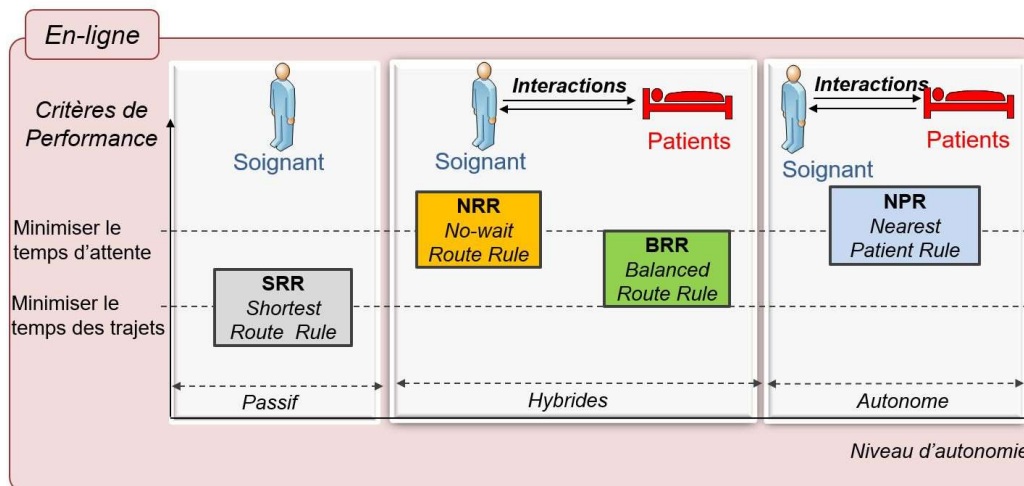 En-ligne
Critères de
Performance
Soignant
Interactions
Soignant
Patients
Interactions
Soignant
Patients
Minimiser le
temps d'attente
NRR
No-wait
Route Rule
BRR
Balanced
Route Rule
NPR
Nearest
Patient Rule
Minimiser le
temps des trajets
SRR
Shortest
Route Rule
Passif
Hybrides
Autonome
Niveau d'autonomie